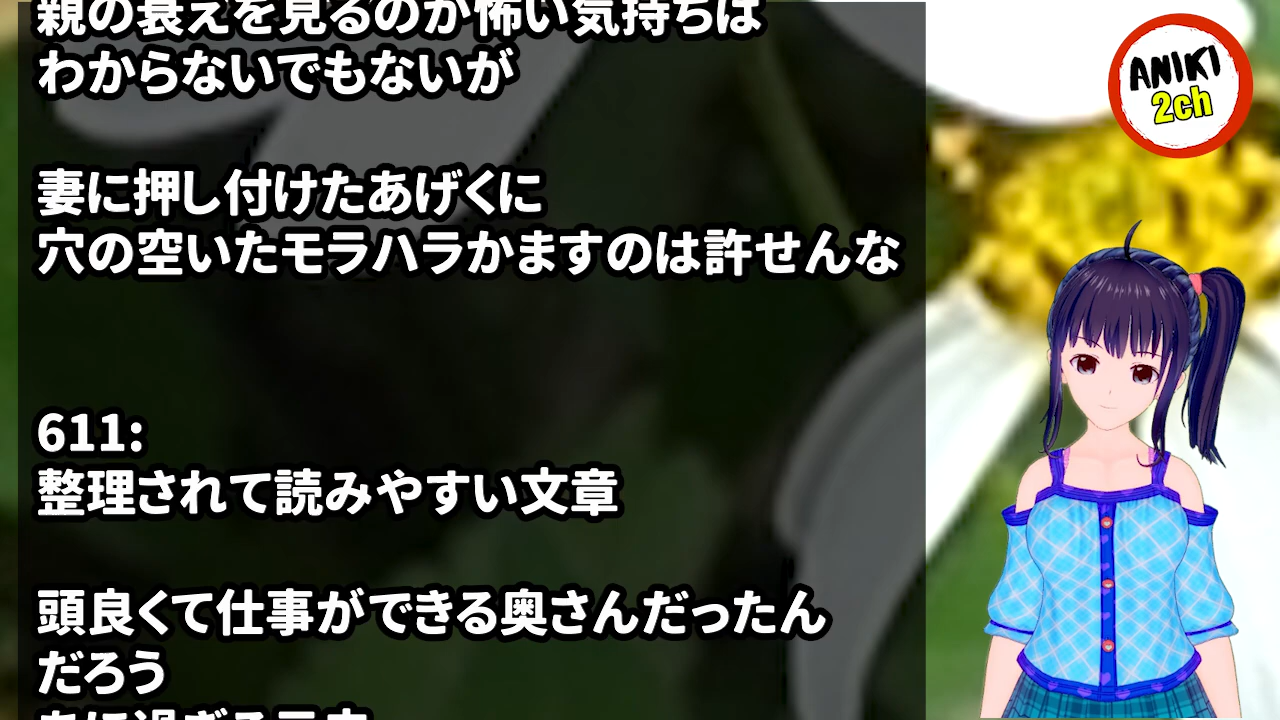 親の衰えを見るのが怖い気持ちは
わからないでもないが
妻に押し付けたあげくに
穴の空いたモラハラかますのは許せんな
611:
整理されて読みやすい文章
頭良くて仕事ができる奥さんだったん
だろう
ANIKI
2ch